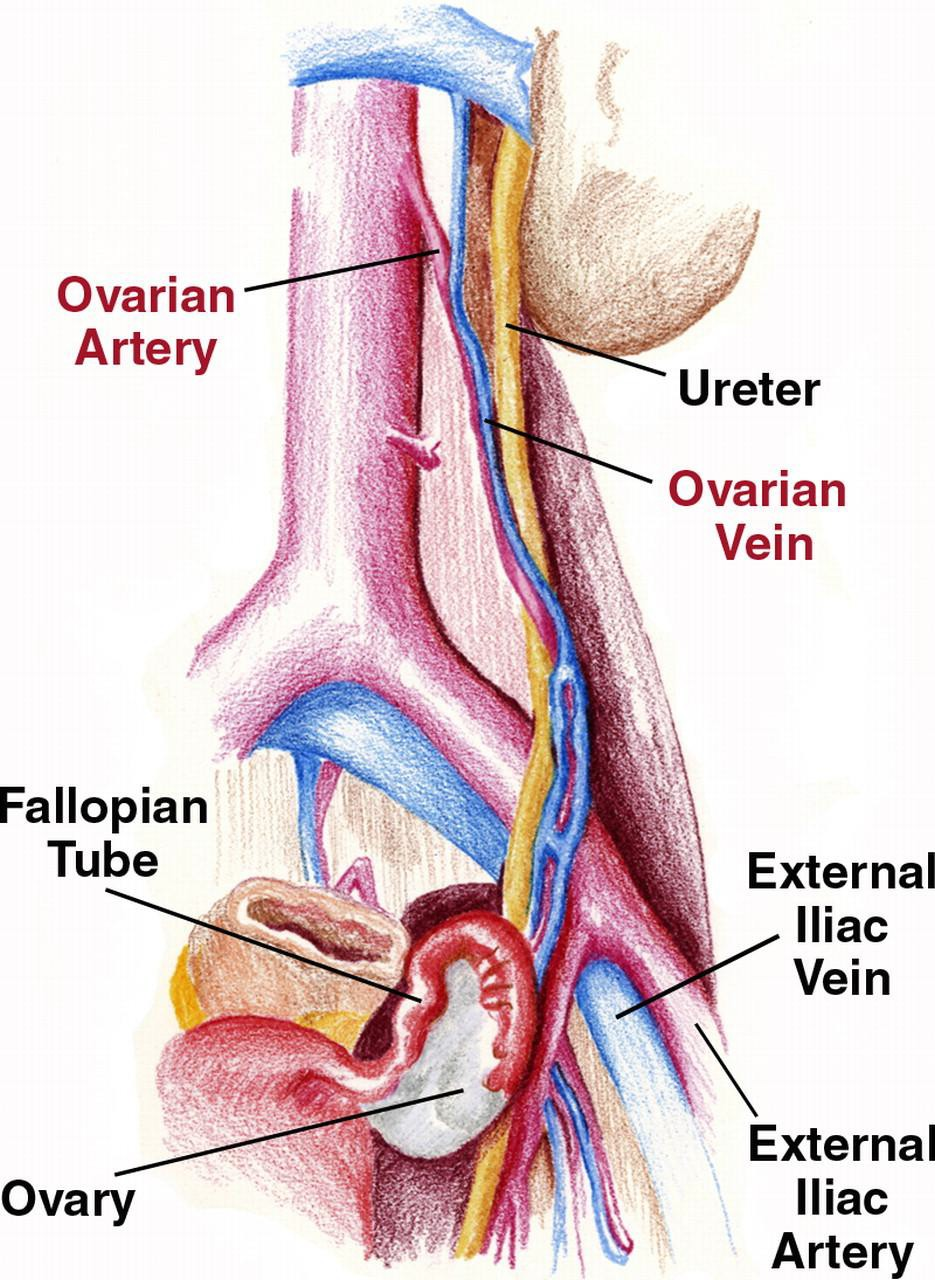 Ovarian
Artery
Ureter
Ovarian
Vein
Fallopian
Tube
External
Iliac
Vein
External
Iliac
Artery
Ovary